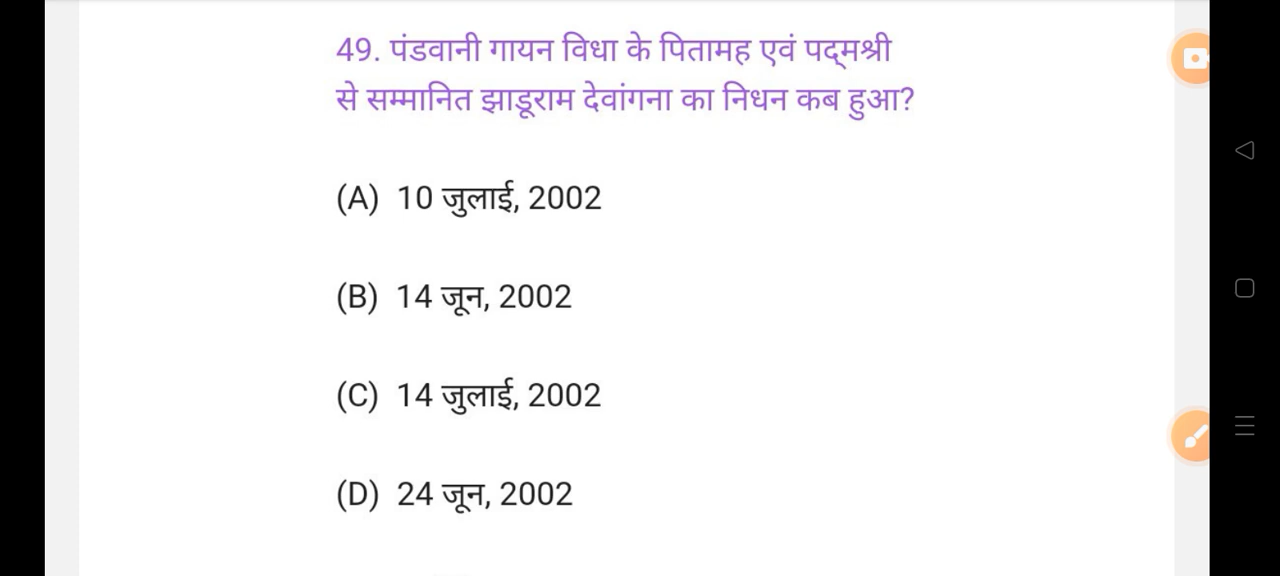 49. पंडवानी गायन विधा के पितामह एवं पद्मश्री
से सम्मानित झाडूराम देवांगना का निधन कब हुआ?
(A) 10 जुलाई, 2002
(B) 14 जून, 2002
(C) 14 जुलाई, 2002
(D) 24 जून, 2002